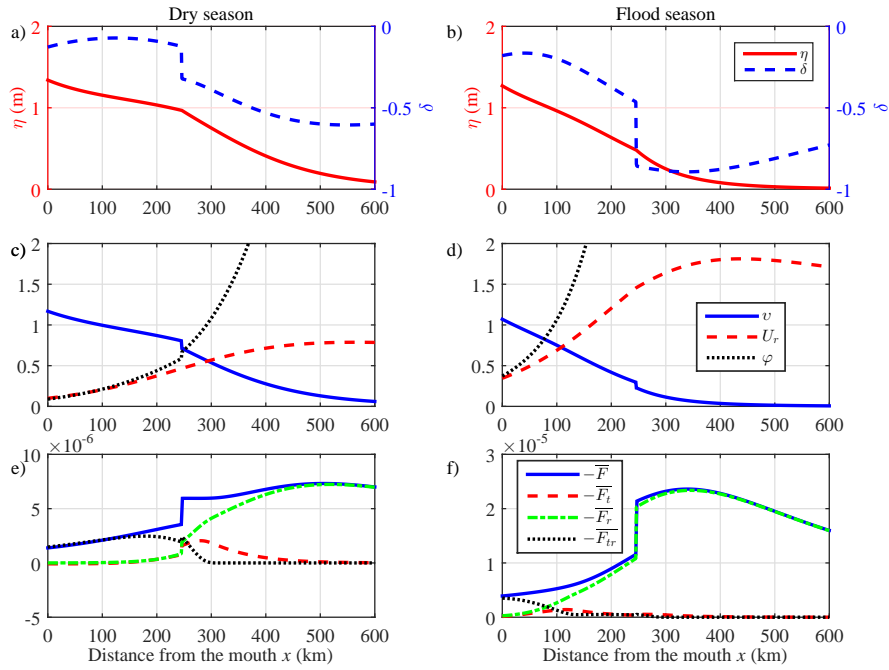 Dry season
Flood season
a)
2
1
0
η (m)
0
-0.5
-1
δ
0 100 200 300 400 500 600
b)
2
1
0
η (m)
0
-0.5
-1
δ
η
δ
0 100 200 300 400 500 600
c)
2
1.5
1
0.5
0
0 100 200 300 400 500 600
d)
2
1.5
1
0.5
0
υ
U_r
φ
0 100 200 300 400 500 600
e)
×10^-6
10
5
0
-5
0 100 200 300 400 500 600
Distance from the mouth x (km)
f)
×10^-5
3
2
1
0
−F̅
−F̅_t
−F̅_r
−F̅_tr
0 100 200 300 400 500 600
Distance from the mouth x (km)